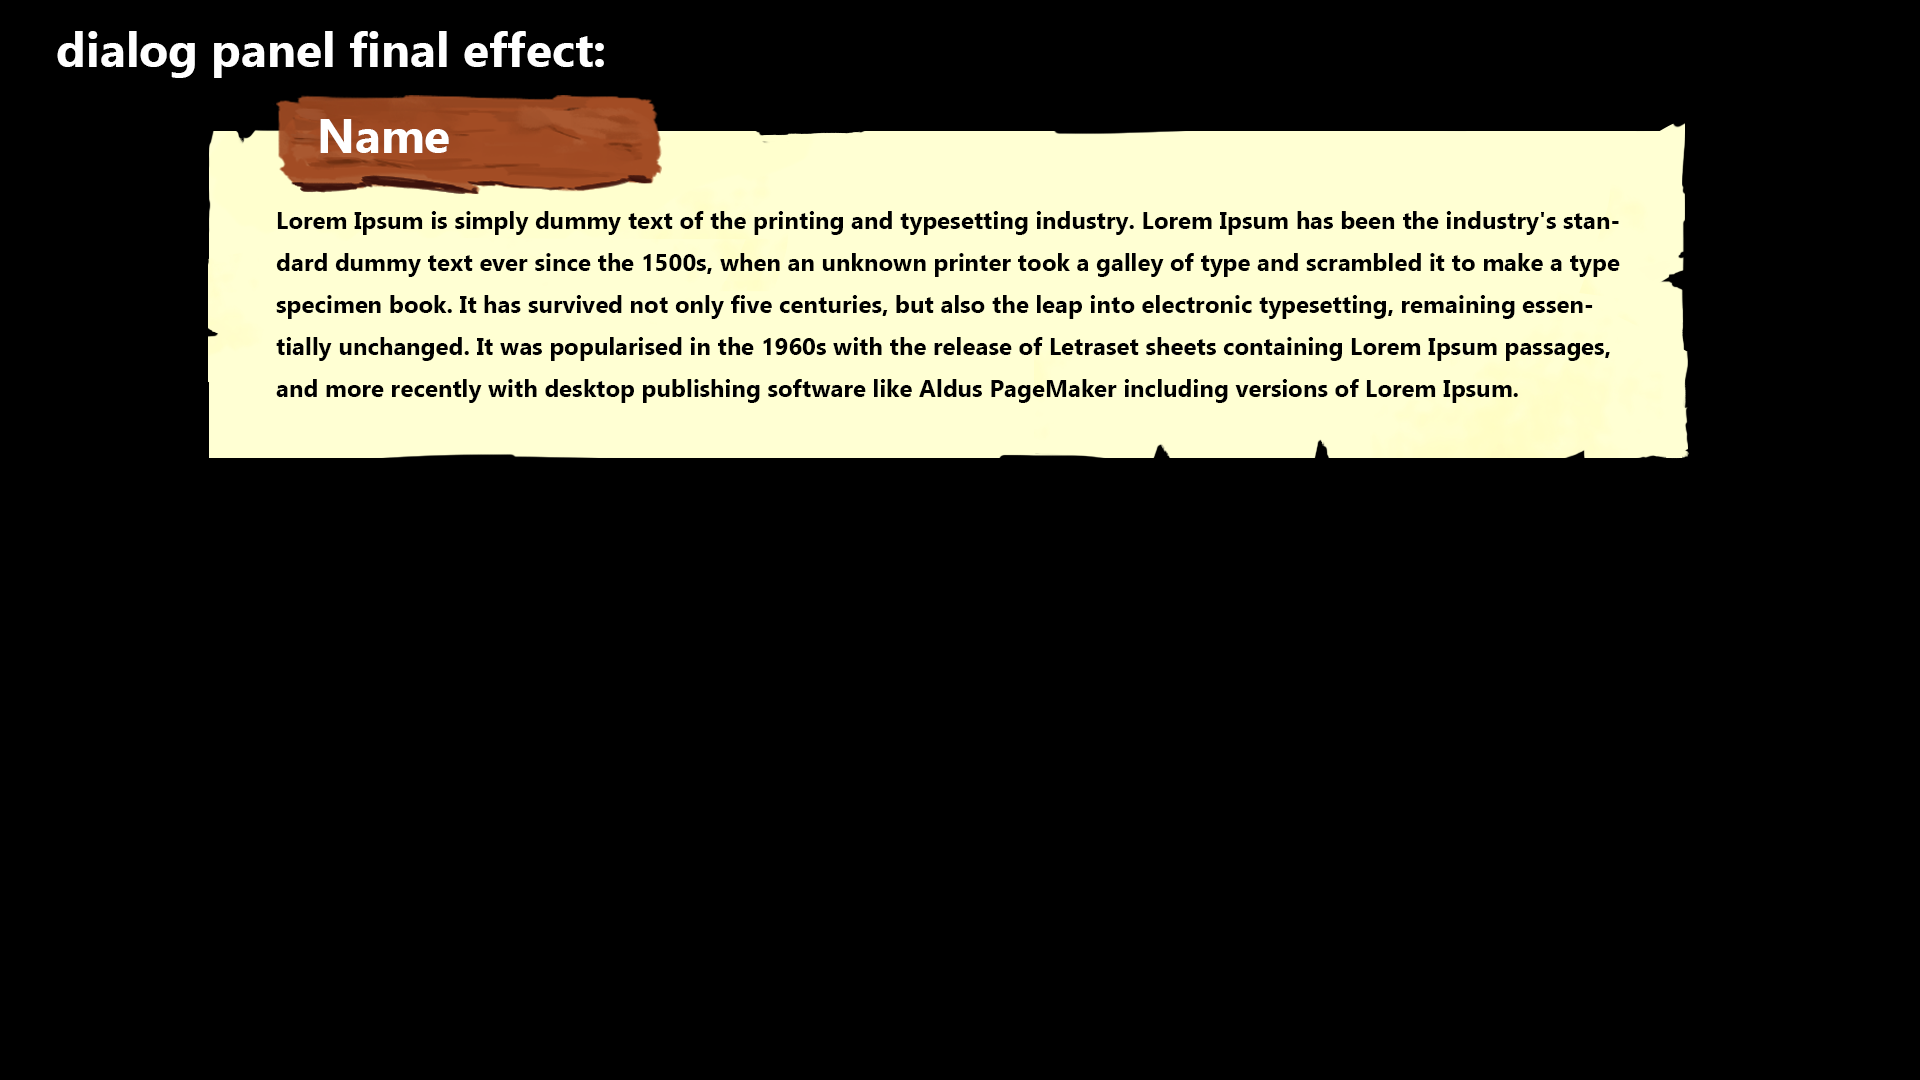 dialog panel final effect:
Name
Lorem Ipsum is simply dummy text of the printing and typesetting industry. Lorem Ipsum has been the industry's stan-
dard dummy text ever since the 1500s, when an unknown printer took a galley of type and scrambled it to make a type
specimen book. It has survived not only five centuries, but also the leap into electronic typesetting, remaining essen-
tially unchanged. It was popularised in the 1960s with the release of Letraset sheets containing Lorem Ipsum passages,
and more recently with desktop publishing software like Aldus PageMaker including versions of Lorem Ipsum.